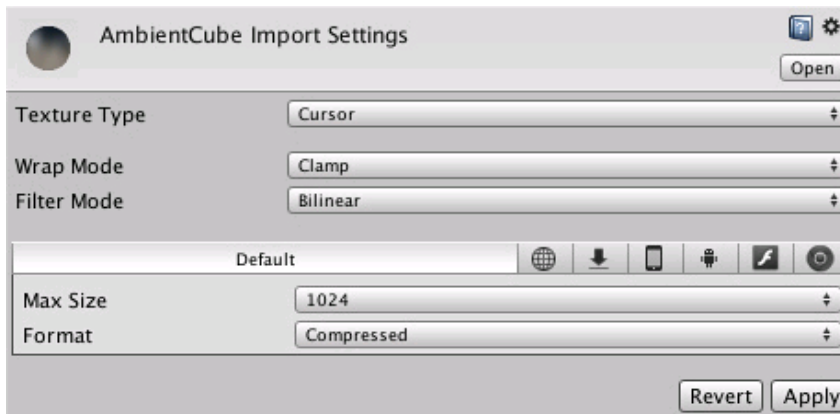 AmbientCube Import Settings
Open
Texture Type Cursor
Wrap Mode Clamp
Filter Mode Bilinear
Default
Max Size 1024
Format Compressed
Revert Apply